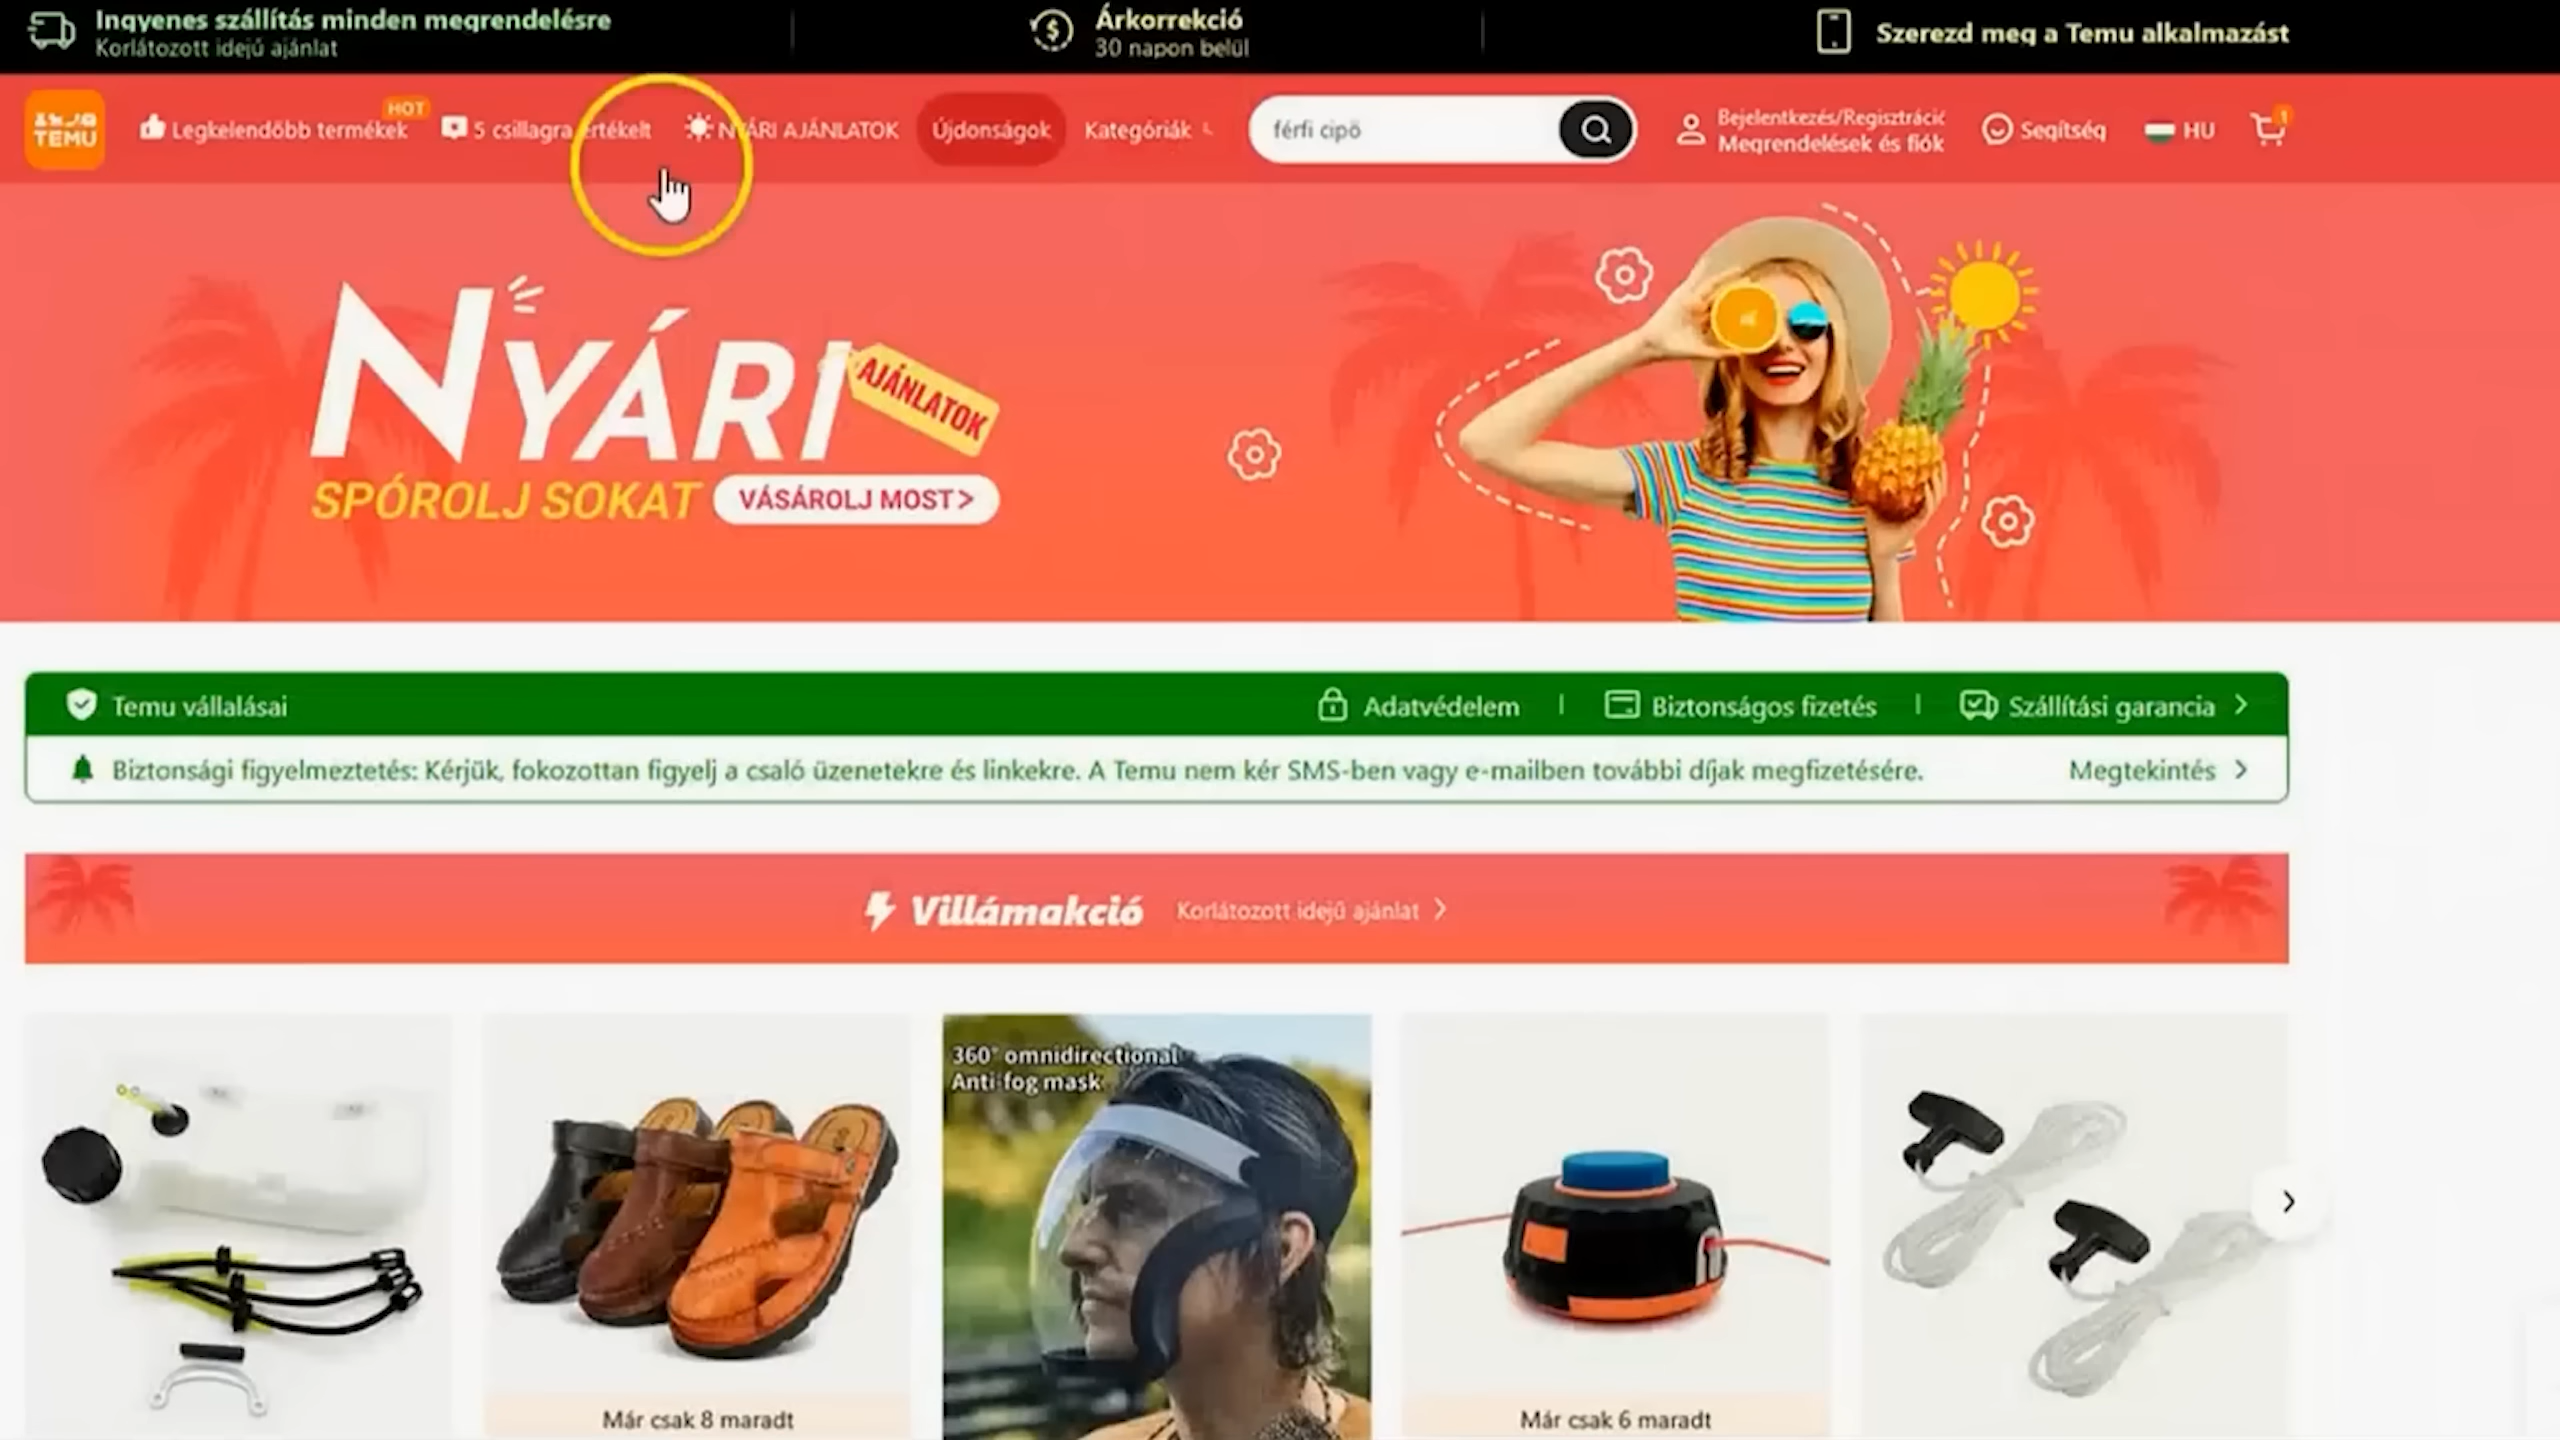 Ingyenes szállítás minden megrendelésre
Korlátozott idejű ajánlat
Árkorrekció
30 napon belül
Szerezd meg a Temu alkalmazást
TEMU
Legkelendőbb termékek
HOT
5 csillagra értékelt
NYÁRI AJÁNLATOK
Újdonságok
Kategóriák
férfi cipő
Bejelentkezés/Regisztráció
Megrendelések és fiók
Segítség
HU
1
NYÁRI
AJÁNLATOK
SPÓROLJ SOKAT
VÁSÁROLJ MOST>
Temu vállalásai
Adatvédelem
Biztonságos fizetés
Szállítási garancia
Biztonsági figyelmeztetés: Kérjük, fokozottan figyelj a csaló üzenetekre és linkekre. A Temu nem kér SMS-ben vagy e-mailben további díjak megfizetésére.
Megtekintés
Villámakció
Korlátozott idejű ajánlat
360° omnidirectional
Anti-fog mask
Már csak 8 maradt
Már csak 6 maradt